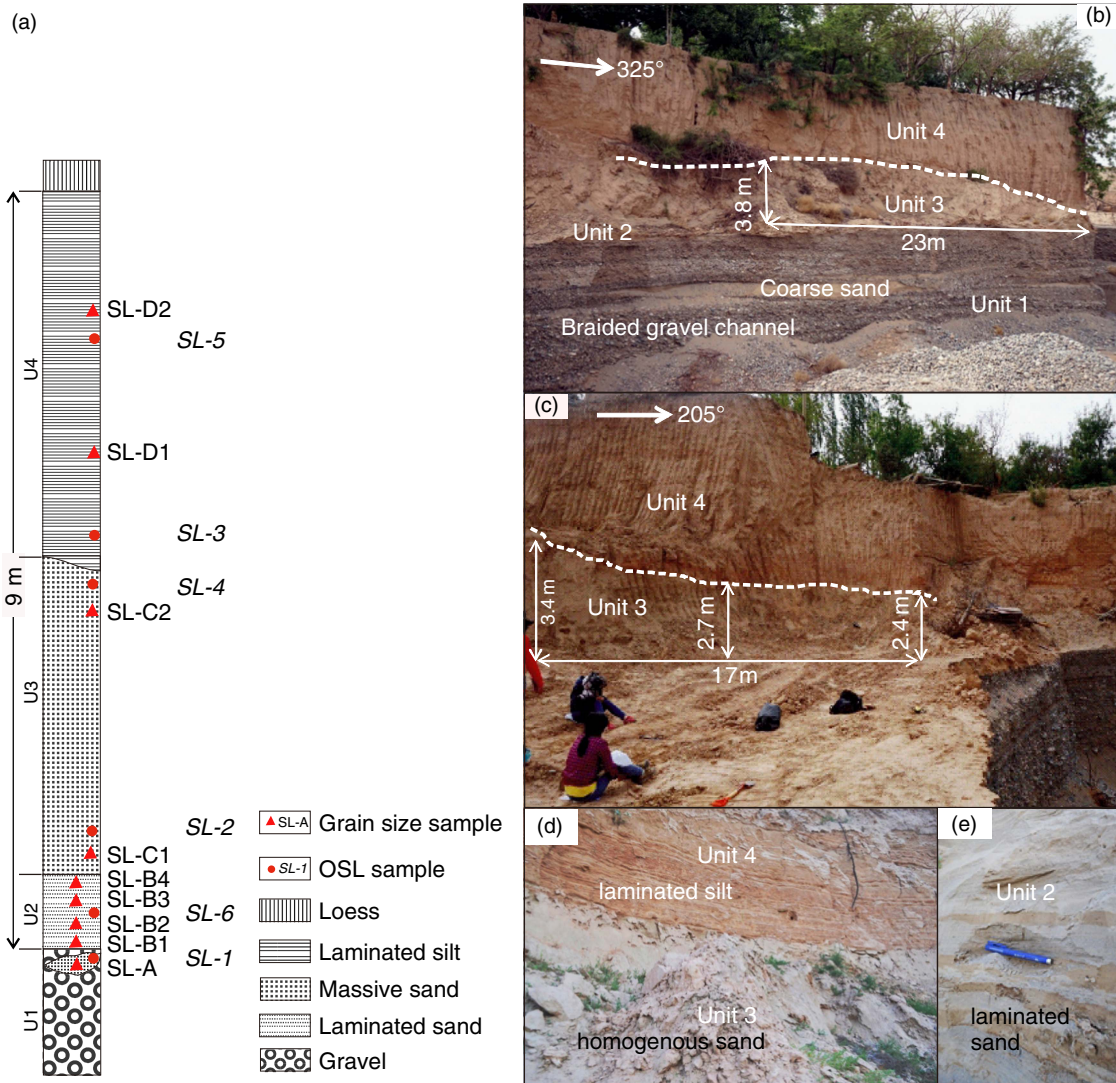 (a)
SL-D2
SL-5
U4
SL-D1
SL-3
9 m
SL-4
SL-C2
U3
SL-2
SL-C1
SL-B4
SL-B3
SL-6
U2
SL-B2
SL-B1
SL-1
SL-A
U1
SL-A Grain size sample
SL-1 OSL sample
Loess
Laminated silt
Massive sand
Laminated sand
Gravel
(b)
325°
Unit 4
3.8 m
Unit 3
Unit 2
23m
Coarse sand
Unit 1
Braided gravel channel
(c)
205°
Unit 4
3.4 m
Unit 3
2.7 m
2.4 m
17m
(d)
Unit 4
laminated silt
Unit 3
homogenous sand
(e)
Unit 2
laminated
sand